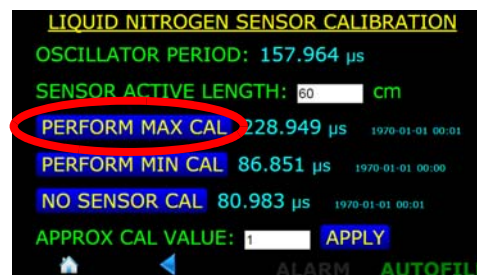 LIQUID NITROGEN SENSOR CALIBRATION
OSCILLATOR PERIOD: 157.964 µs
SENSOR ACTIVE LENGTH: 60 cm
PERFORM MAX CAL 228.949 µs 1970-01-01 00:01
PERFORM MIN CAL 86.851 µs 1970-01-01 00:00
NO SENSOR CAL 80.983 µs 1970-01-01 00:01
APPROX CAL VALUE: 1 APPLY
ALARM AUTOFILL